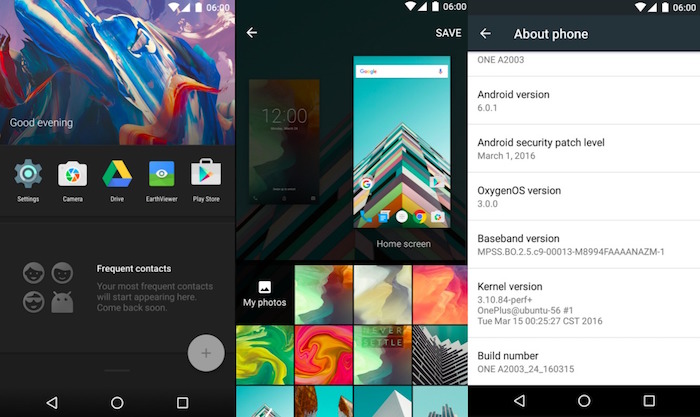 06:00
Good evening
Settings
Camera
Drive
EarthViewer
Play Store
Frequent contacts
Your most frequent contacts
will start appearing here.
Come back soon.
06:00
SAVE
12:00
Google
Home screen
My photos
NEVER
SETTLE
06:00
About phone
ONE A2003
Android version
6.0.1
Android security patch level
March 1, 2016
OxygenOS version
3.0.0
Baseband version
MPSS.BO.2.5.c9-00013-M8994FAAAANAZM-1
Kernel version
3.10.84-perf+
OnePlus@ubuntu-56 #1
Tue Mar 15 00:25:27 CST 2016
Build number
ONE A2003_24_160315